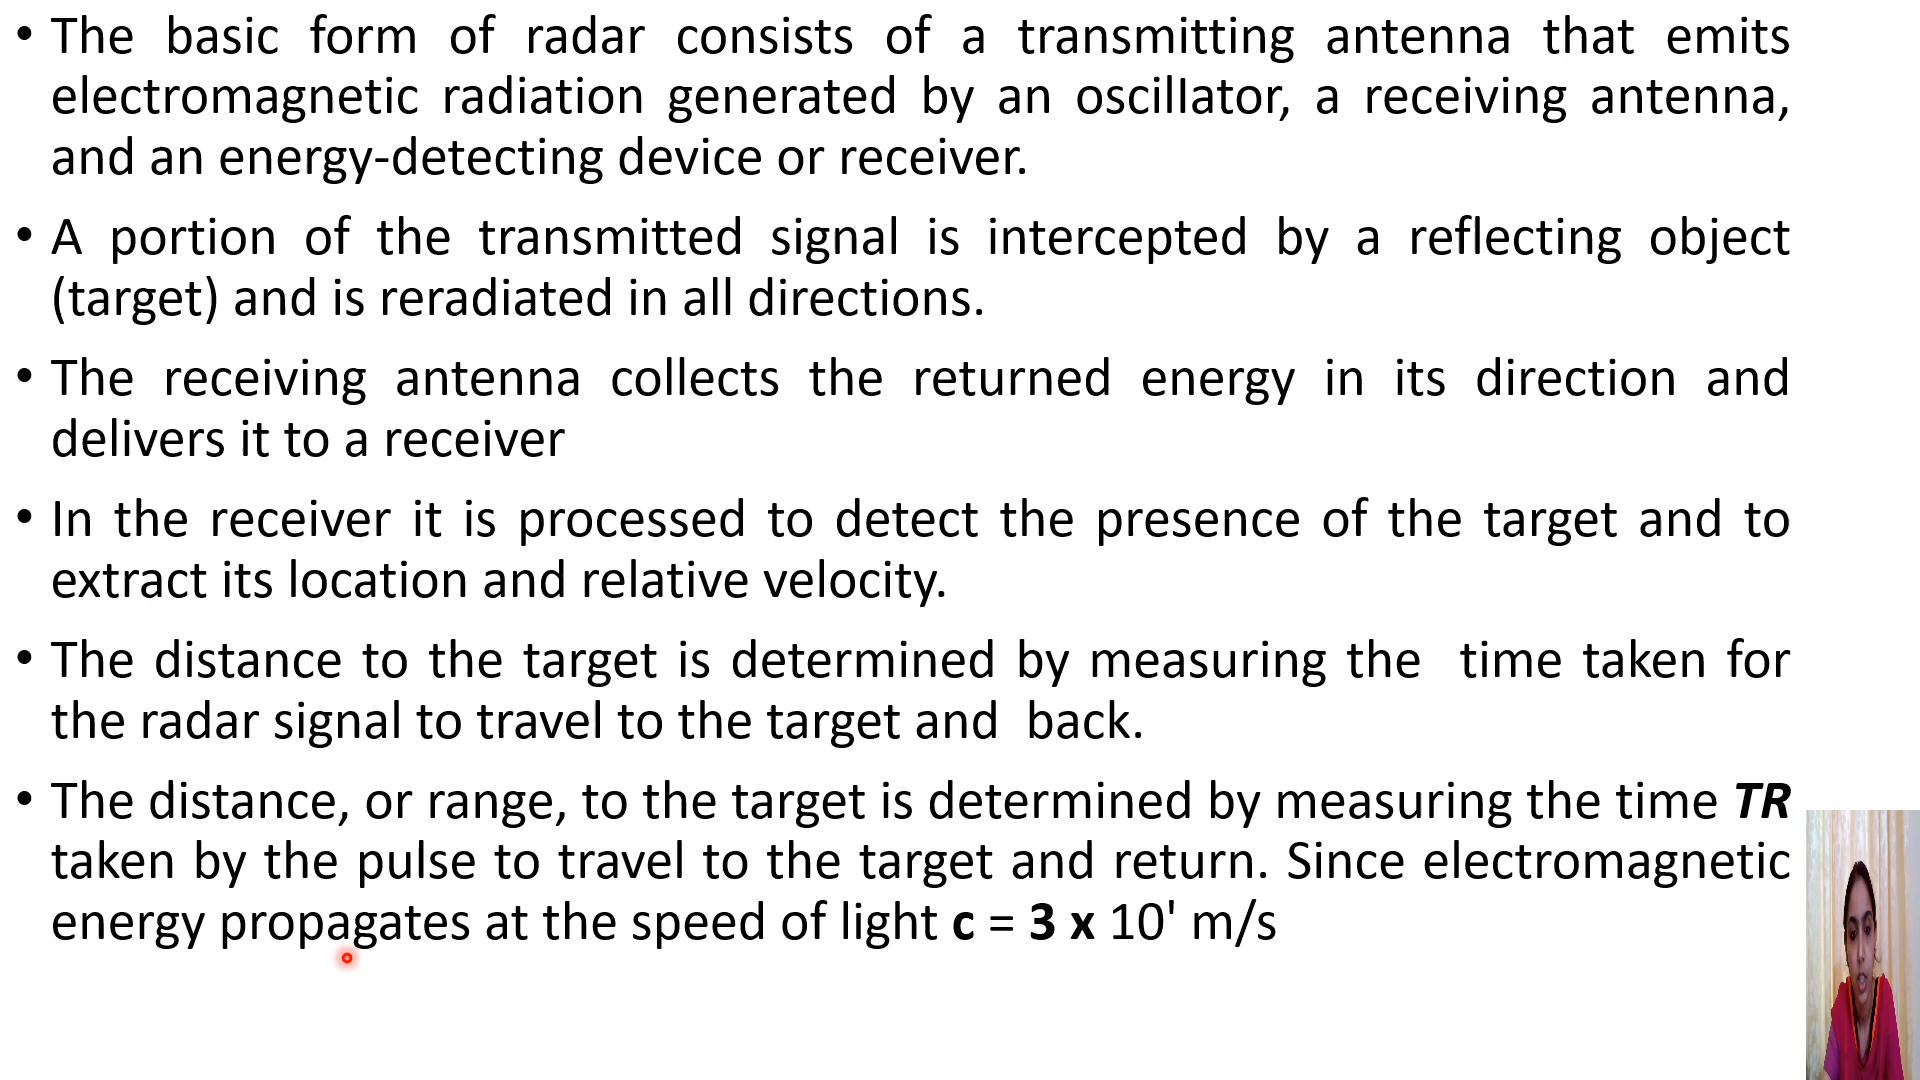 • The basic form of radar consists of a transmitting antenna that emits
electromagnetic radiation generated by an oscilIator, a receiving antenna,
and an energy-detecting device or receiver.
• A portion of the transmitted signal is intercepted by a reflecting object
(target) and is reradiated in all directions.
• The receiving antenna collects the returned energy in its direction and
delivers it to a receiver
• In the receiver it is processed to detect the presence of the target and to
extract its location and relative velocity.
• The distance to the target is determined by measuring the time taken for
the radar signal to travel to the target and back.
• The distance, or range, to the target is determined by measuring the time TR
taken by the pulse to travel to the target and return. Since electromagnetic
energy propagates at the speed of light c = 3 x 10' m/s